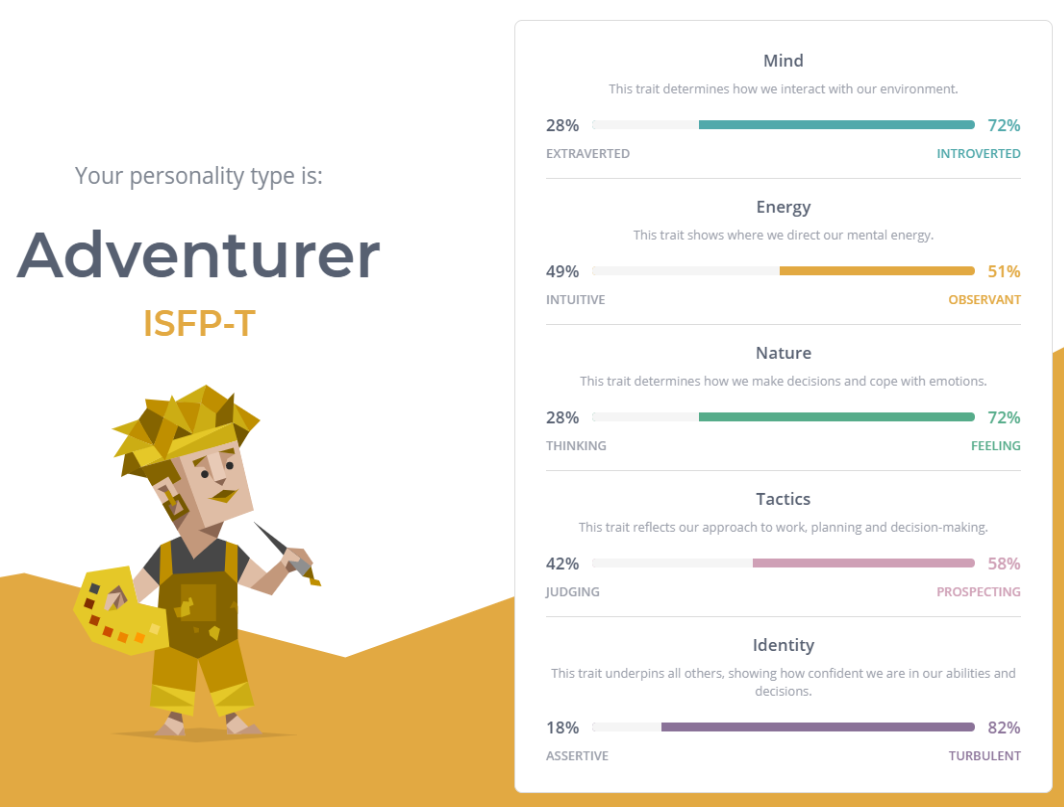 Your personality type is:
Adventurer
ISFP-T
Mind
This trait determines how we interact with our environment.
28% 72%
EXTRAVERTED INTROVERTED
Energy
This trait shows where we direct our mental energy.
49% 51%
INTUITIVE OBSERVANT
Nature
This trait determines how we make decisions and cope with emotions.
28% 72%
THINKING FEELING
Tactics
This trait reflects our approach to work, planning and decision-making.
42% 58%
JUDGING PROSPECTING
Identity
This trait underpins all others, showing how confident we are in our abilities and
decisions.
18% 82%
ASSERTIVE TURBULENT